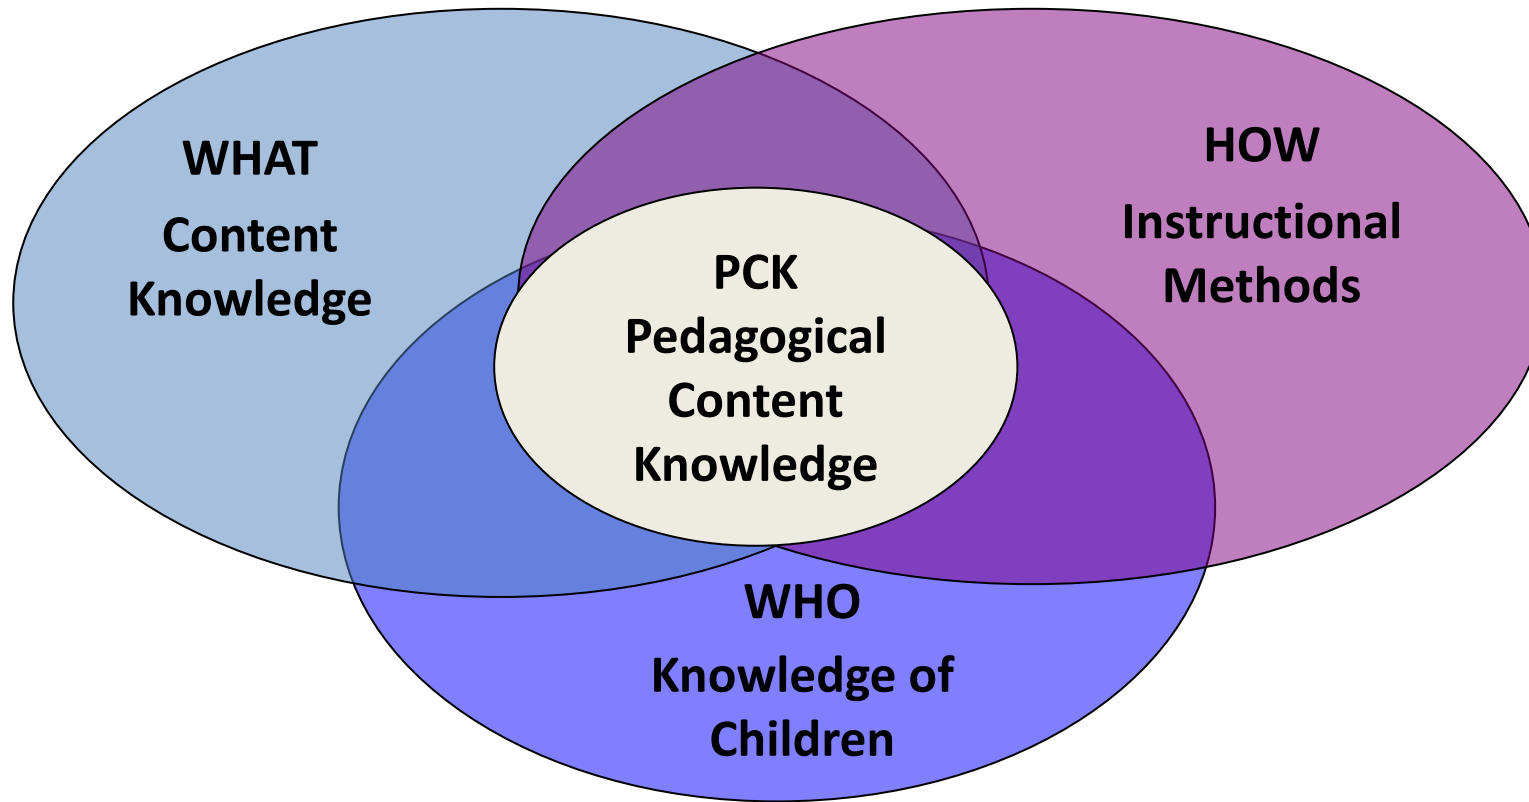 WHAT
Content
Knowledge
HOW
Instructional
Methods
PCK
Pedagogical
Content
Knowledge
WHO
Knowledge of
Children